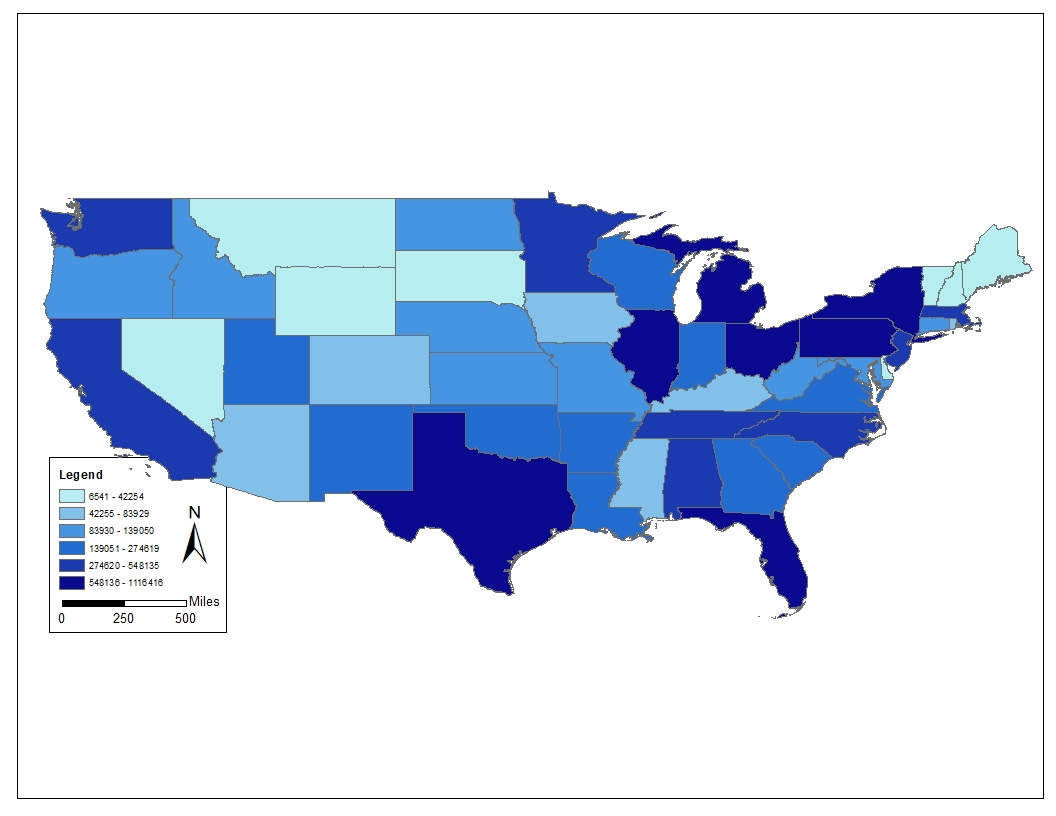 Legend
6541 - 42254
42255 - 83929
83930 - 139050
139051 - 274619
274620 - 548135
548136 - 1116416
N
Miles
0 250 500